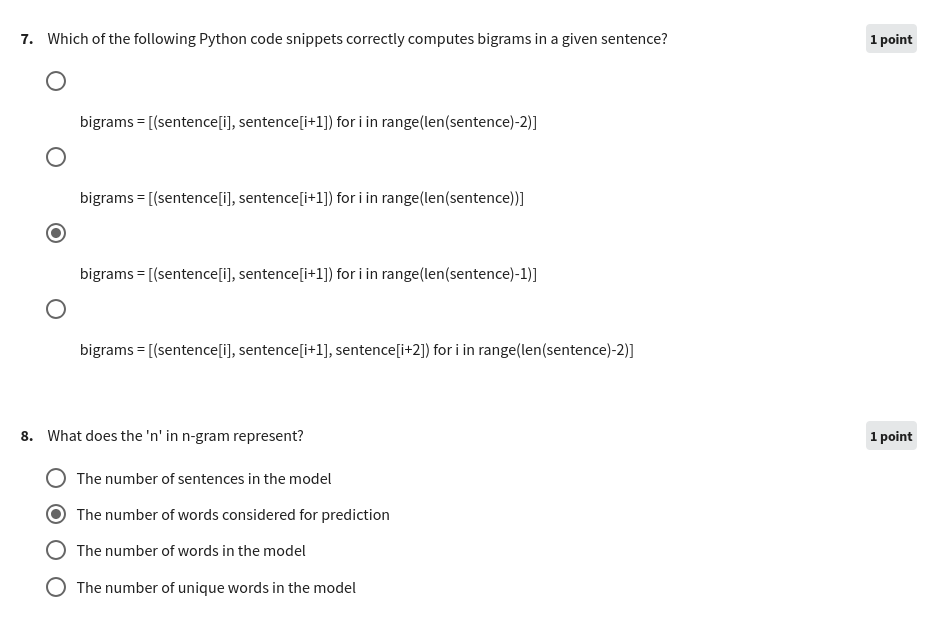 7. Which of the following Python code snippets correctly computes bigrams in a given sentence? 1 point
bigrams = [(sentence[i], sentence[i+1]) for i in range(len(sentence)-2)]
bigrams = [(sentence[i], sentence[i+1]) for i in range(len(sentence))]
bigrams = [(sentence[i], sentence[i+1]) for i in range(len(sentence)-1)]
bigrams = [(sentence[i], sentence[i+1], sentence[i+2]) for i in range(len(sentence)-2)]
8. What does the 'n' in n-gram represent? 1 point
The number of sentences in the model
The number of words considered for prediction
The number of words in the model
The number of unique words in the model